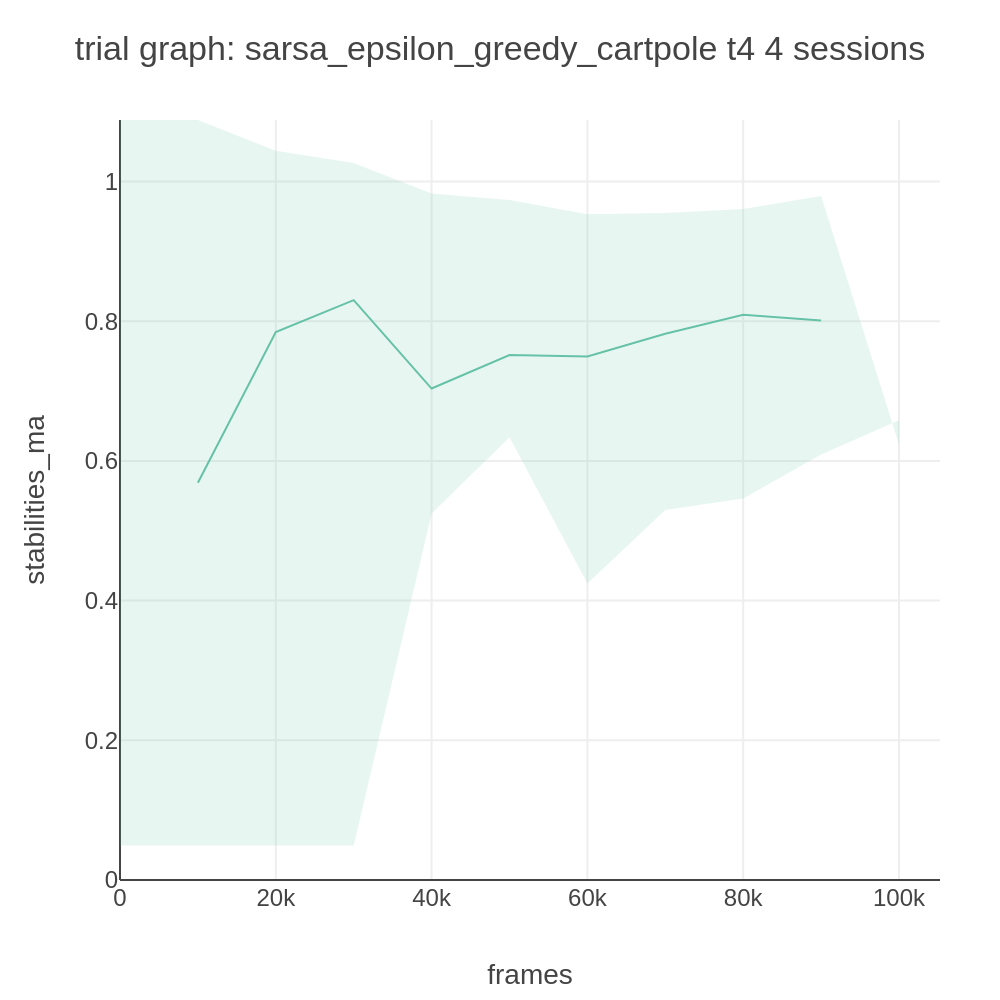 trial graph: sarsa_epsilon_greedy_cartpole t4 4 sessions
1
0.8
0.6
0.4
0.2
0
stabilities_ma
0 20k 40k 60k 80k 100k
frames